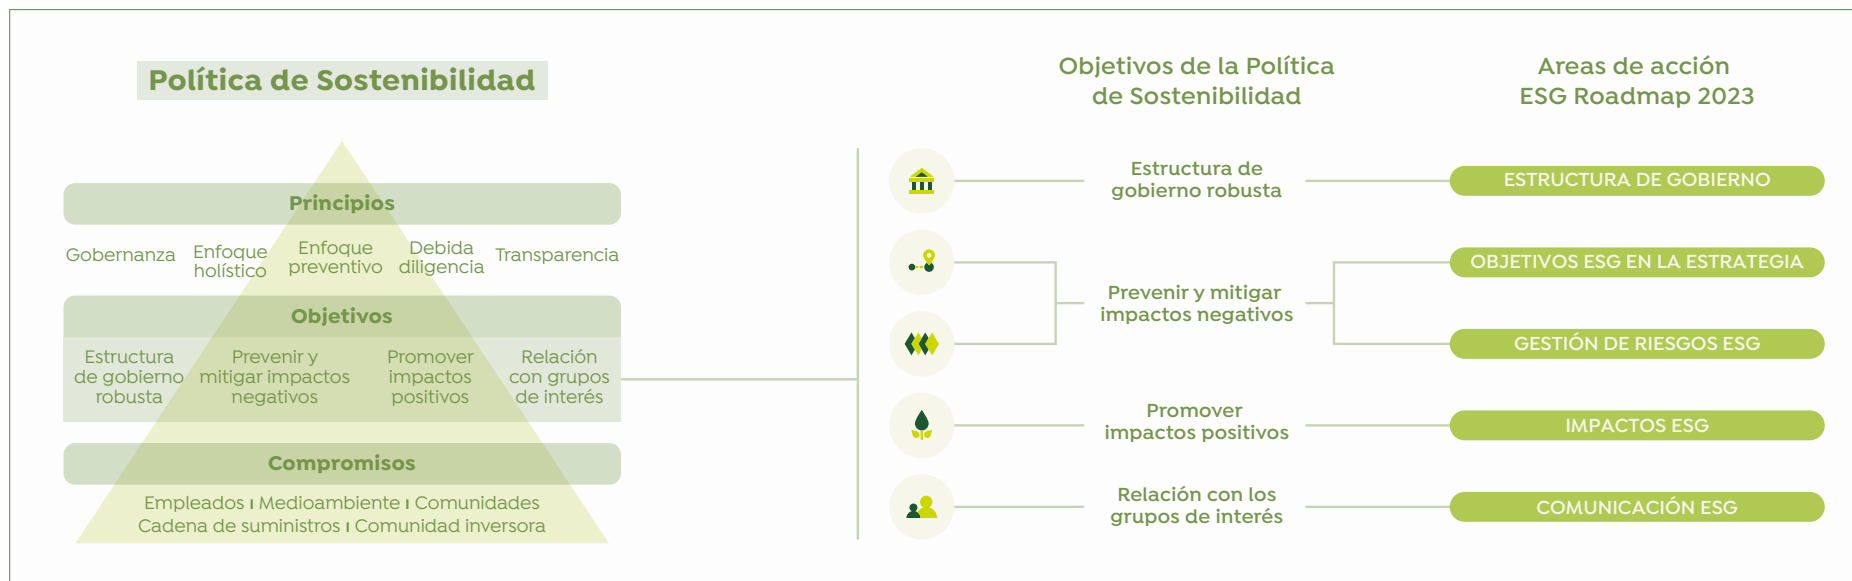 Política de Sostenibilidad
Principios
Gobernanza
Enfoque
holístico
Enfoque
preventivo
Debida
diligencia
Transparencia
Objetivos
Estructura
de gobierno
robusta
Prevenir y
mitigar impactos
negativos
Promover
impactos
positivos
Relación
con grupos
de interés
Compromisos
Empleados ı Medioambiente ı Comunidades
Cadena de suministros ı Comunidad inversora
Objetivos de la Política
de Sostenibilidad
Areas de acción
ESG Roadmap 2023
Estructura de
gobierno robusta
ESTRUCTURA DE GOBIERNO
Prevenir y mitigar
impactos negativos
OBJETIVOS ESG EN LA ESTRATEGIA
GESTIÓN DE RIESGOS ESG
Promover
impactos positivos
IMPACTOS ESG
Relación con los
grupos de interés
COMUNICACIÓN ESG